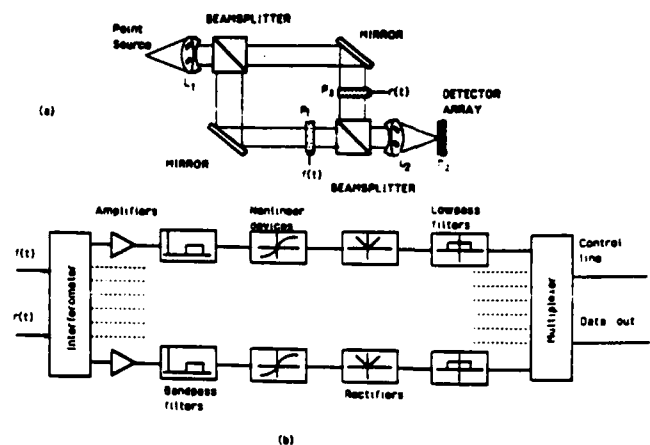 BEAMSPLITTER
Point
Source
MIRROR
L1
P3
r(t)
DETECTOR
ARRAY
(a)
P1
L2
P2
MIRROR
f(t)
BEAMSPLITTER
Amplifiers
Nonlinear
devices
Lowpass
filters
f(t)
Control
line
Interferometer
Multiplexer
r(t)
Data out
Bandpass
filters
Rectifiers
(b)